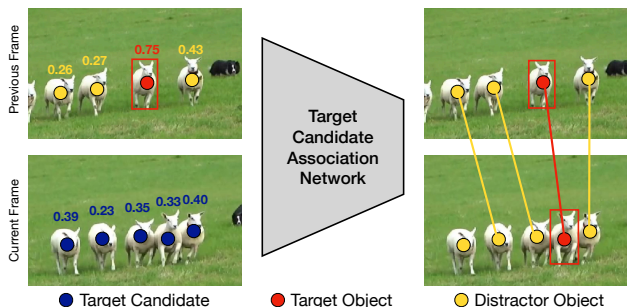 Previous Frame
0.26 0.27 0.75 0.43
Target
Candidate
Association
Network
Current Frame
0.39 0.23 0.35 0.33 0.40
Target Candidate
Target Object
Distractor Object